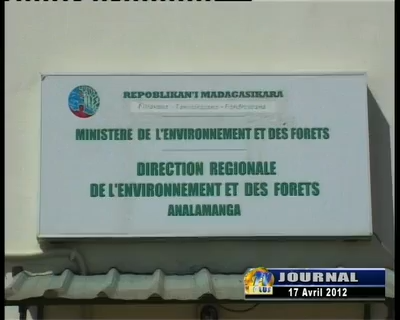 REPOBLIKAN'I MADAGASIKARA
MINISTERE DE L'ENVIRONNEMENT ET DES FORETS
DIRECTION REGIONALE
DE L'ENVIRONNEMENT ET DES FORETS
ANALAMANGA
JOURNAL
17 Avril 2012